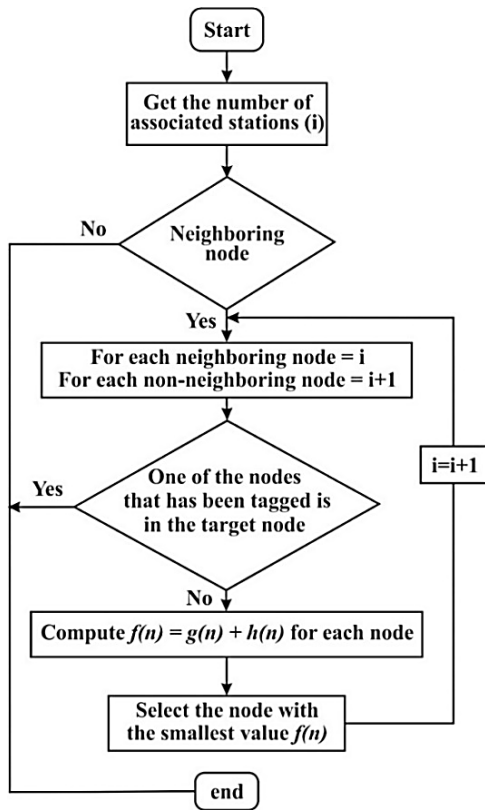 Start
Get the number of
associated stations (i)
No
Neighboring
node
Yes
For each neighboring node = i
For each non-neighboring node = i+1
i=i+1
Yes
One of the nodes
that has been tagged is
in the target node
No
Compute f(n) = g(n) + h(n) for each node
Select the node with
the smallest value f(n)
end